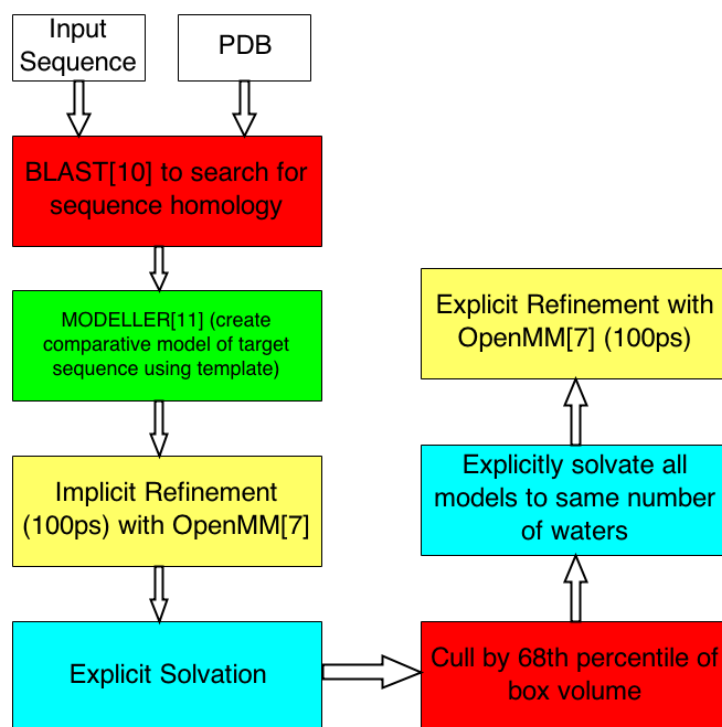 Input
Sequence
PDB
BLAST[10] to search for
sequence homology
MODELLER[11] (create
comparative model of target
sequence using template)
Implicit Refinement
(100ps) with OpenMM[7]
Explicit Solvation
Cull by 68th percentile of
box volume
Explicitly solvate all
models to same number
of waters
Explicit Refinement with
OpenMM[7] (100ps)